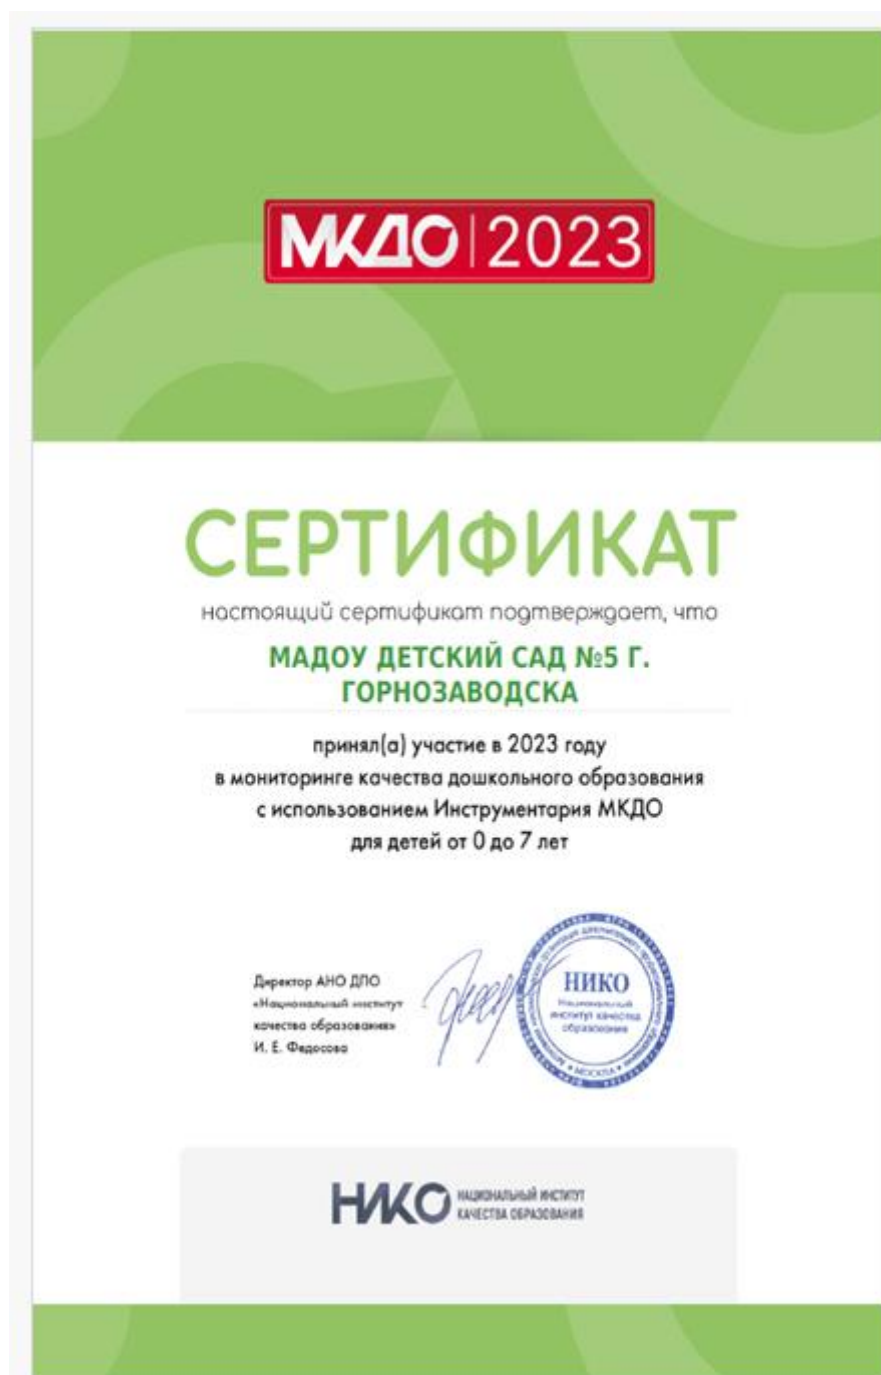 МКДО 2023
СЕРТИФИКАТ
настоящий сертификат подтверждает, что
МАДОУ ДЕТСКИЙ САД №5 Г.
ГОРНОЗАВОДСКА
принял(а) участие в 2023 году
в мониторинге качества дошкольного образования
с использованием Инструментария МКДО
для детей от 0 до 7 лет
Директор АНО ДПО
«Национальный институт
качества образования»
И. Е. Федосова
НИКО
Национальный
институт качества
образования
МОСКВА
НИКО
НАЦИОНАЛЬНЫЙ ИНСТИТУТ
КАЧЕСТВА ОБРАЗОВАНИЯ